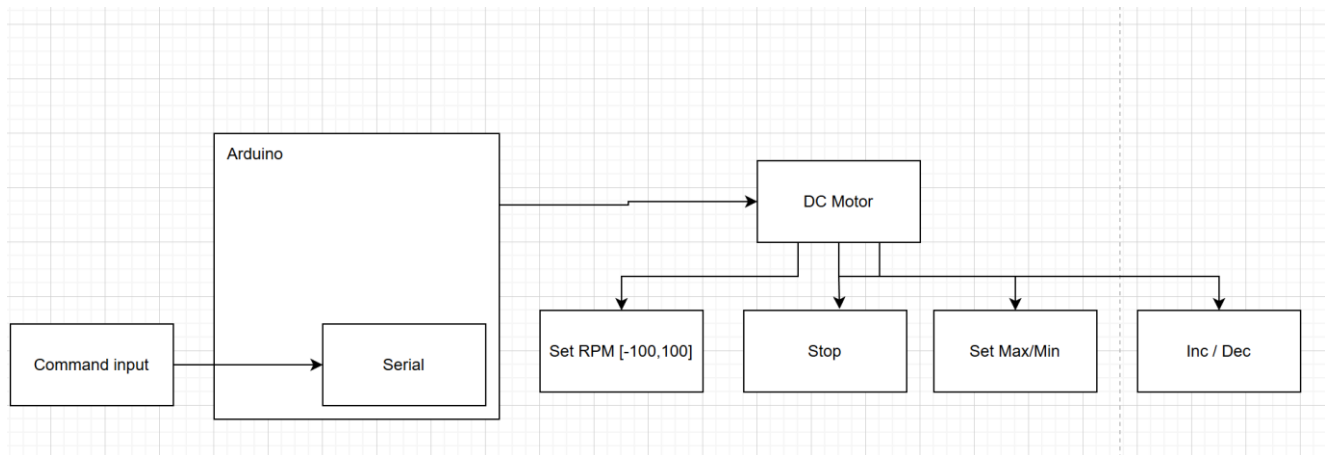 Arduino
DC Motor
Command input
Serial
Set RPM [-100,100]
Stop
Set Max/Min
Inc / Dec